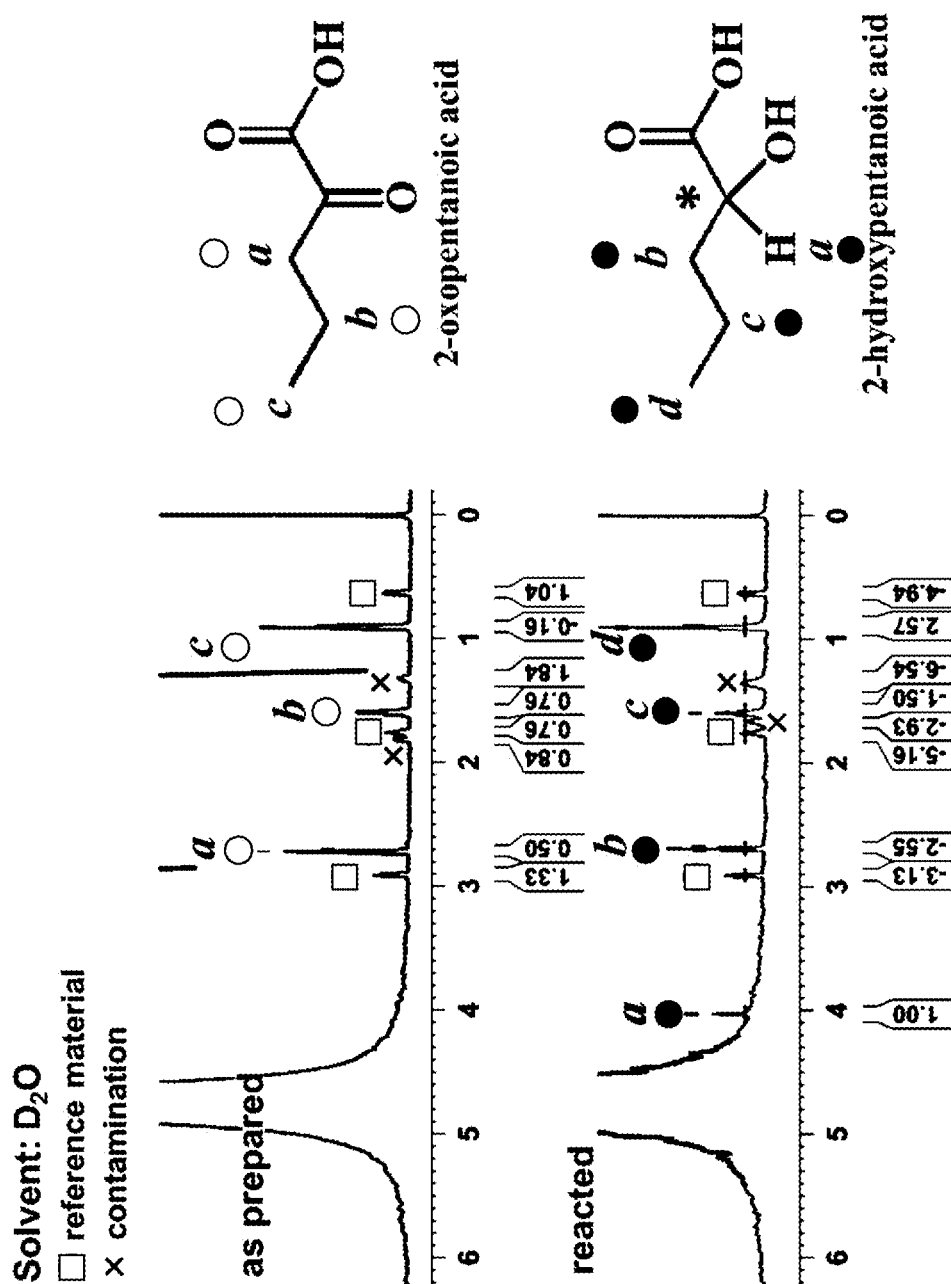 Solvent: D₂O
□ reference material
× contamination
as prepared
a
b
c
×
×
6 5 4 3 2 1 0
1.33
0.50
0.84
0.76
0.76
1.84
-0.16
1.04
c
b
a
O
OH
O
2-oxopentanoic acid
reacted
a
b
c
d
×
×
6 5 4 3 2 1 0
1.00
-3.13
-2.55
-5.16
-2.93
-1.50
-6.54
2.57
-4.94
d
c
b
*
O
OH
H
OH
a
2-hydroxypentanoic acid